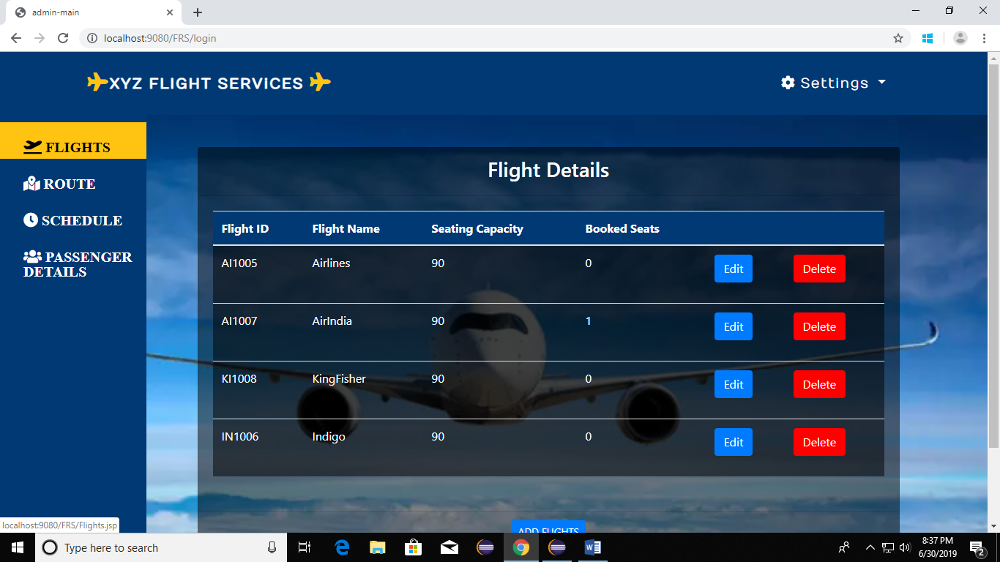 admin-main
localhost:9080/FRS/login
XYZ FLIGHT SERVICES
Settings
FLIGHTS
ROUTE
SCHEDULE
PASSENGER
DETAILS
Flight Details
Flight ID Flight Name Seating Capacity Booked Seats
AI1005 Airlines 90 0 Edit Delete
AI1007 AirIndia 90 1 Edit Delete
KI1008 KingFisher 90 0 Edit Delete
IN1006 Indigo 90 0 Edit Delete
ADD FLIGHTS
localhost:9080/FRS/Flights.jsp
Type here to search
8:37 PM
6/30/2019
2